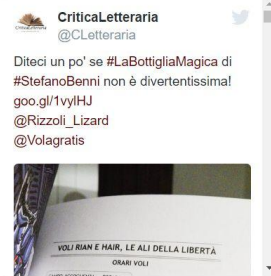 CriticaLetteraria
@CLetteraria
Diteci un po' se #LaBottigliaMagica di
#StefanoBenni non è divertentissima!
goo.gl/1vylHJ
@Rizzoli_Lizard
@Volagratis
VOLI RIAN E HAIR, LE ALI DELLA LIBERTÀ
ORARI VOLI